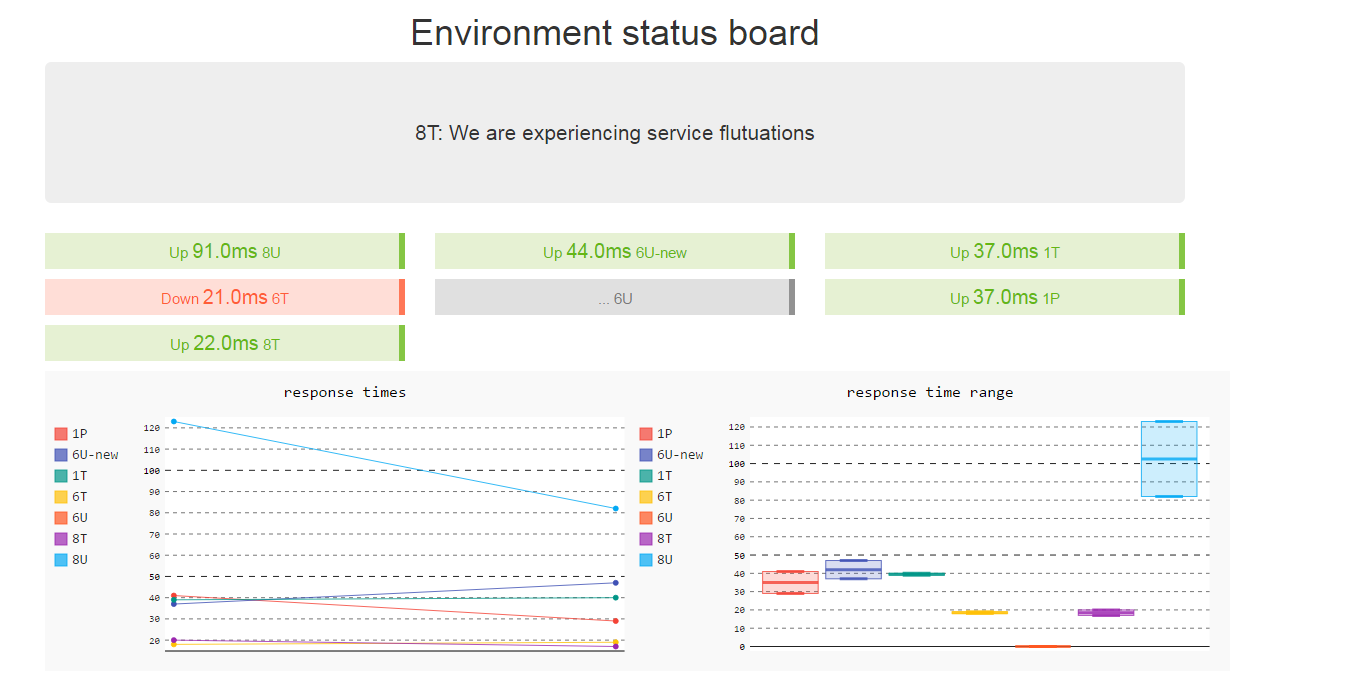 Environment status board
8T: We are experiencing service flutuations
Up 91.0ms 8U
Up 44.0ms 6U-new
Up 37.0ms 1T
Down 21.0ms 6T
... 6U
Up 37.0ms 1P
Up 22.0ms 8T
response times
1P
6U-new
1T
6T
6U
8T
8U
120
110
100
90
80
70
60
50
40
30
20
response time range
1P
6U-new
1T
6T
6U
8T
8U
120
110
100
90
80
70
60
50
40
30
20
10
0